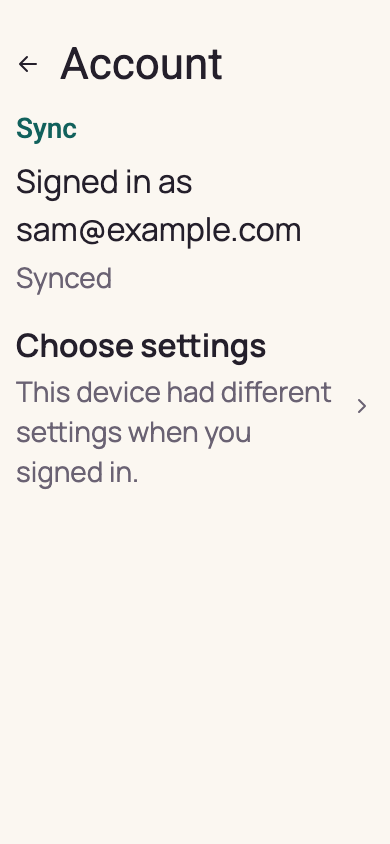 Account
Sync
Signed in as
sam@example.com
Synced
Choose settings
This device had different
settings when you
signed in.